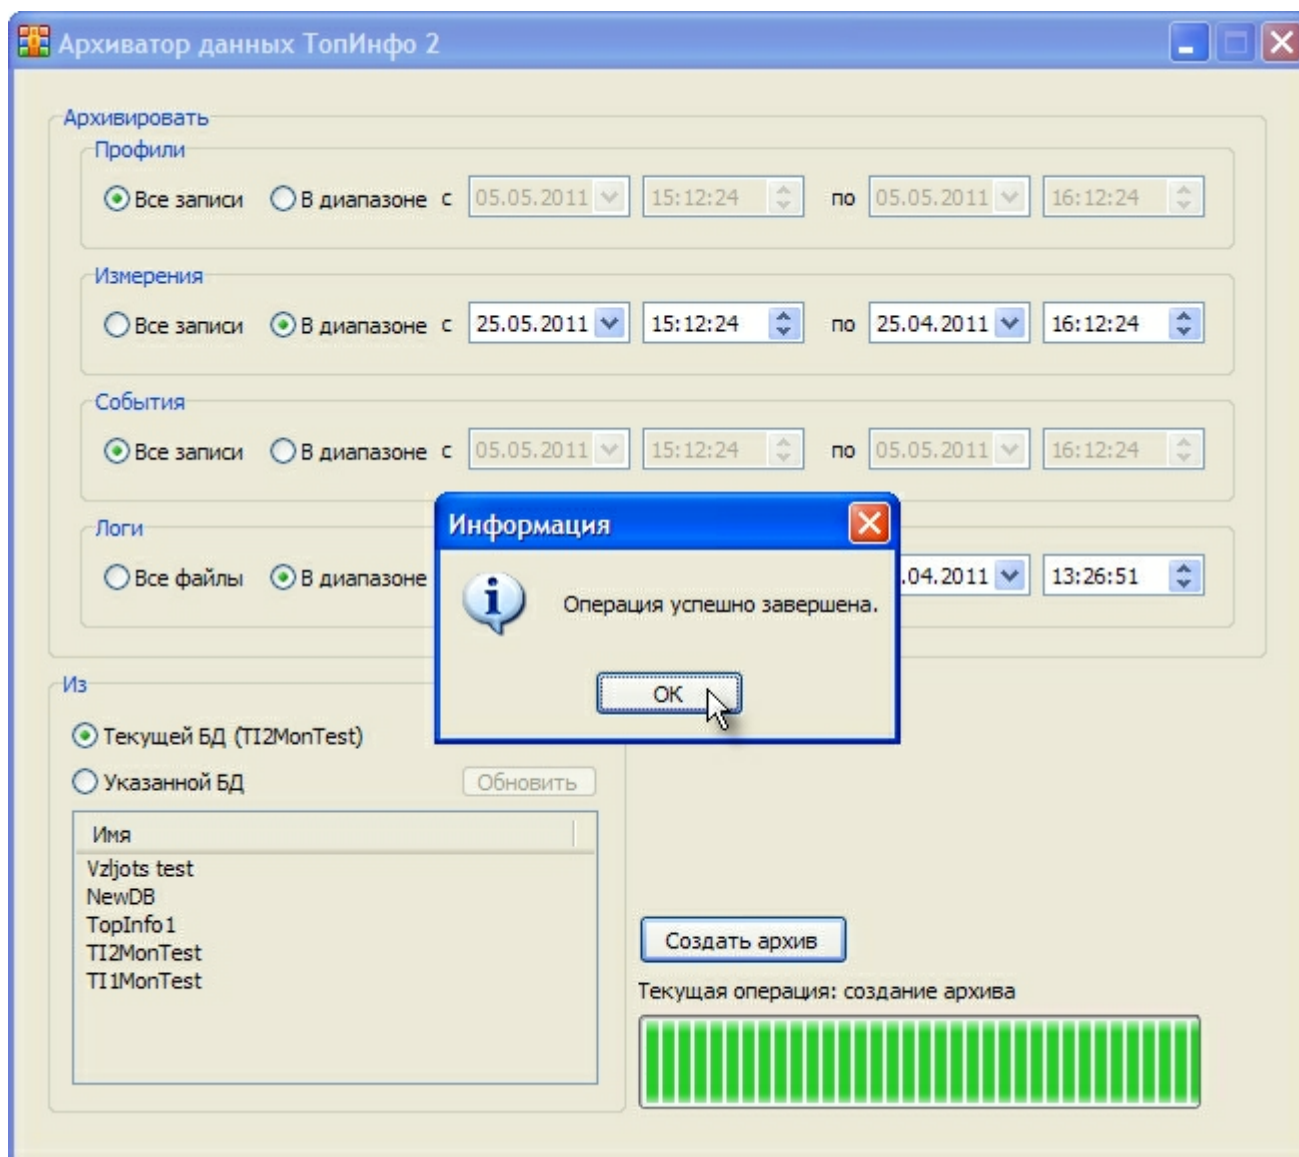 Архиватор данных ТопИнфо 2
Архивировать
Профили
Все записи В диапазоне с 05.05.2011 15:12:24 по 05.05.2011 16:12:24
Измерения
Все записи В диапазоне с 25.05.2011 15:12:24 по 25.04.2011 16:12:24
События
Все записи В диапазоне с 05.05.2011 15:12:24 по 05.05.2011 16:12:24
Логи
Информация
Все файлы В диапазоне .04.2011 13:26:51
Операция успешно завершена.
OK
Из
Текущей БД (TI2MonTest)
Указанной БД Обновить
Имя
Vzljots test
NewDB
TopInfo1
TI2MonTest
TI1MonTest
Создать архив
Текущая операция: создание архива